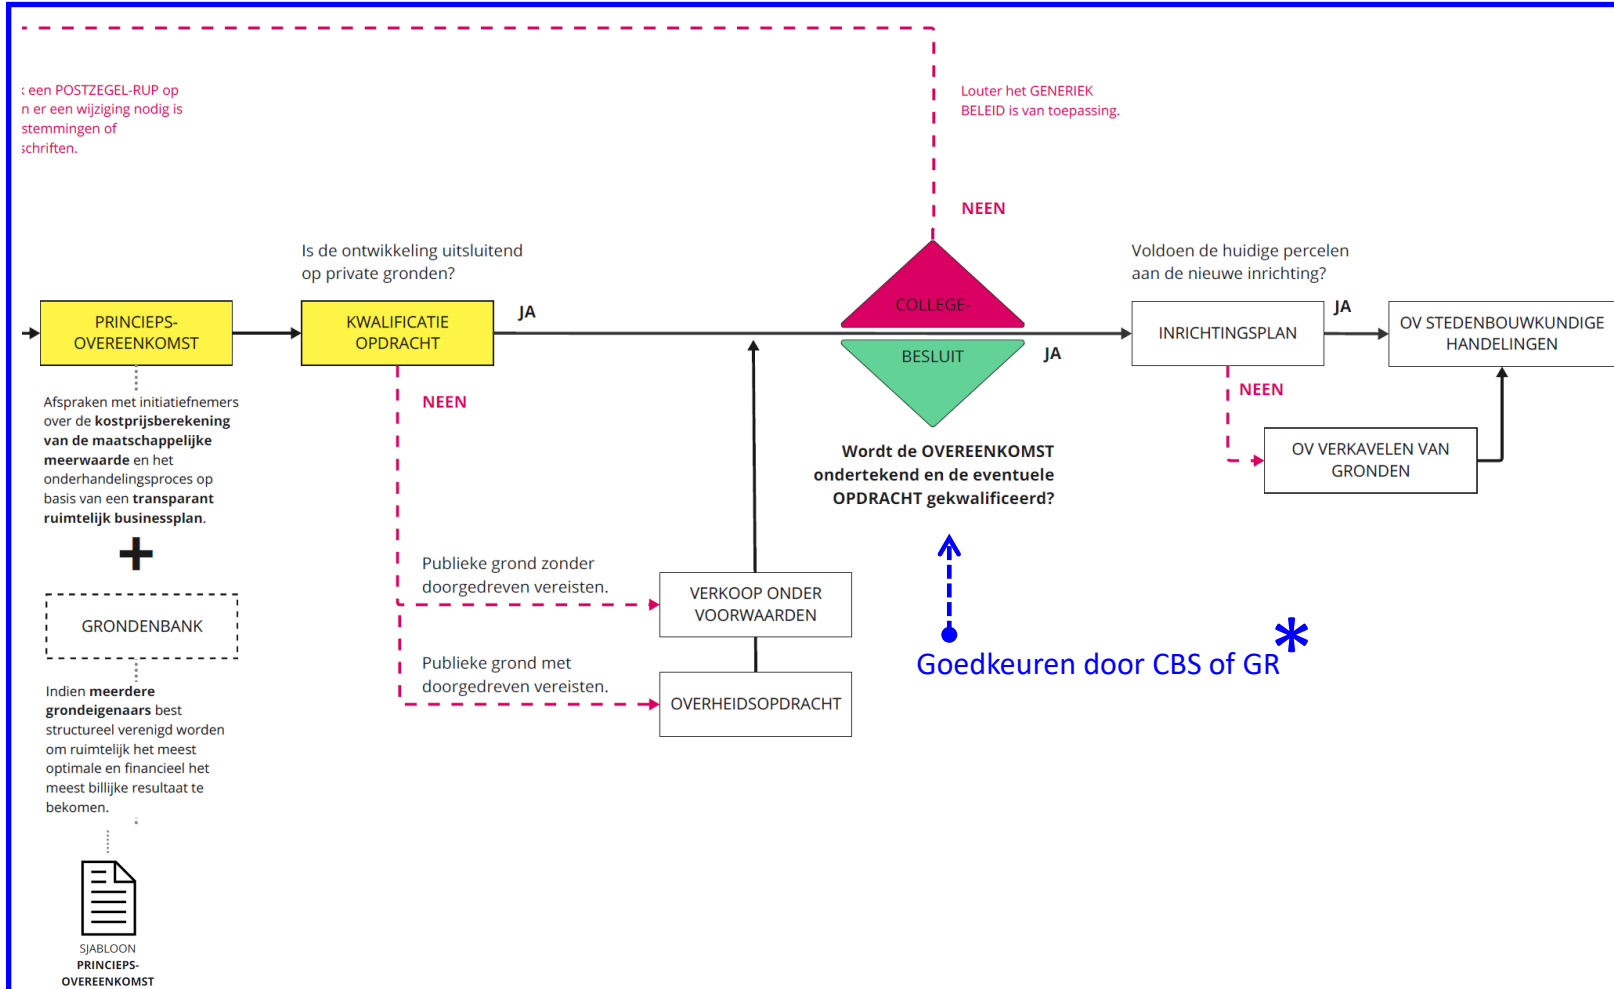 een POSTZEGEL-RUP op
n er een wijziging nodig is
stemmingen of
schriften.
Louter het GENERIEK
BELEID is van toepassing.
NEEN
Is de ontwikkeling uitsluitend
op private gronden?
Voldoen de huidige percelen
aan de nieuwe inrichting?
PRINCIEPS-
OVEREENKOMST
KWALIFICATIE
OPDRACHT
JA
COLLEGE-
BESLUIT
JA
INRICHTINGSPLAN
JA
OV STEDENBOUWKUNDIGE
HANDELINGEN
NEEN
NEEN
OV VERKAVELEN VAN
GRONDEN
Afspraken met initiatiefnemers
over de kostprijsberekening
van de maatschappelijke
meerwaarde en het
onderhandelingsproces op
basis van een transparant
ruimtelijk businessplan.
+
Wordt de OVEREENKOMST
ondertekend en de eventuele
OPDRACHT gekwalificeerd?
Publieke grond zonder
doorgedreven vereisten.
VERKOOP ONDER
VOORWAARDEN
GRONDENBANK
Publieke grond met
doorgedreven vereisten.
OVERHEIDSOPDRACHT
Goedkeuren door CBS of GR*
Indien meerdere
grondeigenaars best
structureel verenigd worden
om ruimtelijk het meest
optimale en financieel het
meest billijke resultaat te
bekomen.
SJABLOON
PRINCIEPS-
OVEREENKOMST